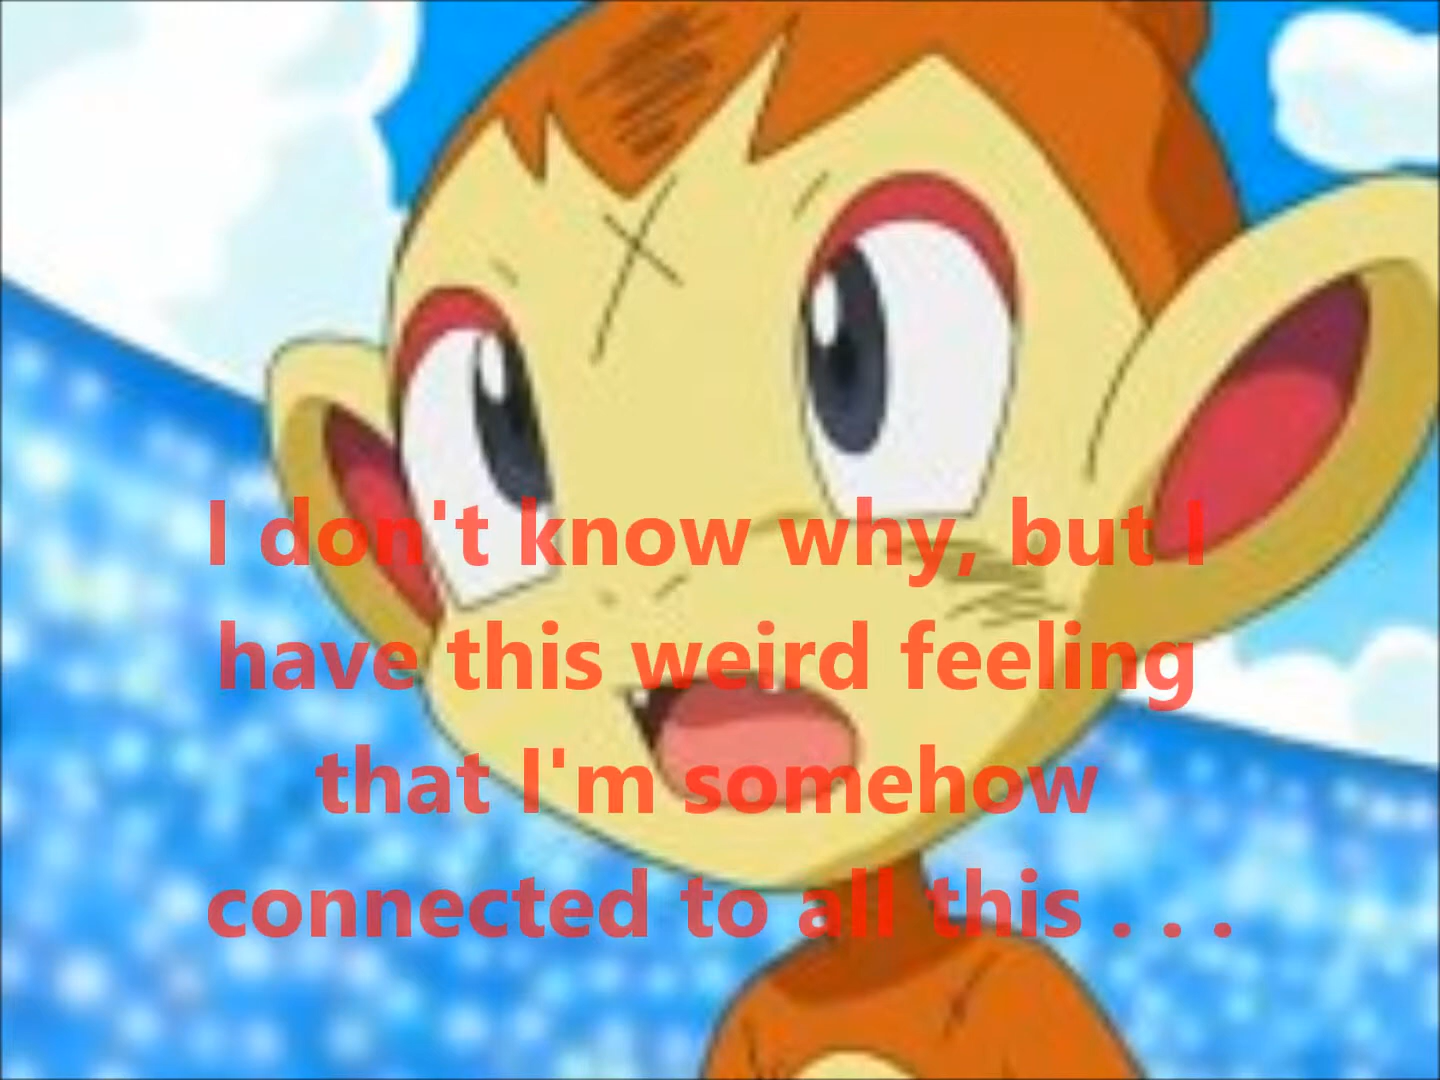 I don't know why, but I
have this weird feeling
that I'm somehow
connected to all this . . .